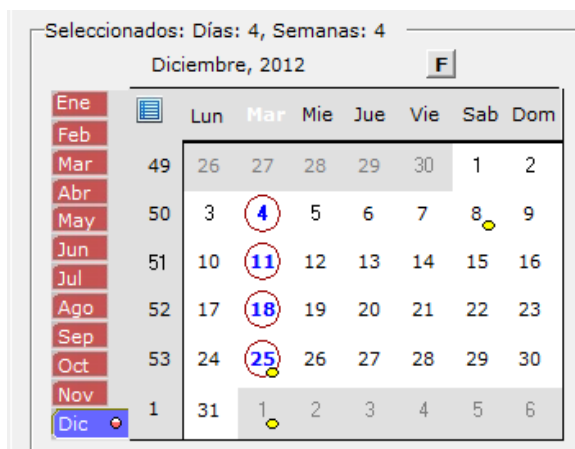 Seleccionados: Días: 4, Semanas: 4
Diciembre, 2012 F
Ene
Feb
Mar
Abr
May
Jun
Jul
Ago
Sep
Oct
Nov
Dic
Lun Mar Mie Jue Vie Sab Dom
49 26 27 28 29 30 1 2
50 3 4 5 6 7 8 9
51 10 11 12 13 14 15 16
52 17 18 19 20 21 22 23
53 24 25 26 27 28 29 30
1 31 1 2 3 4 5 6